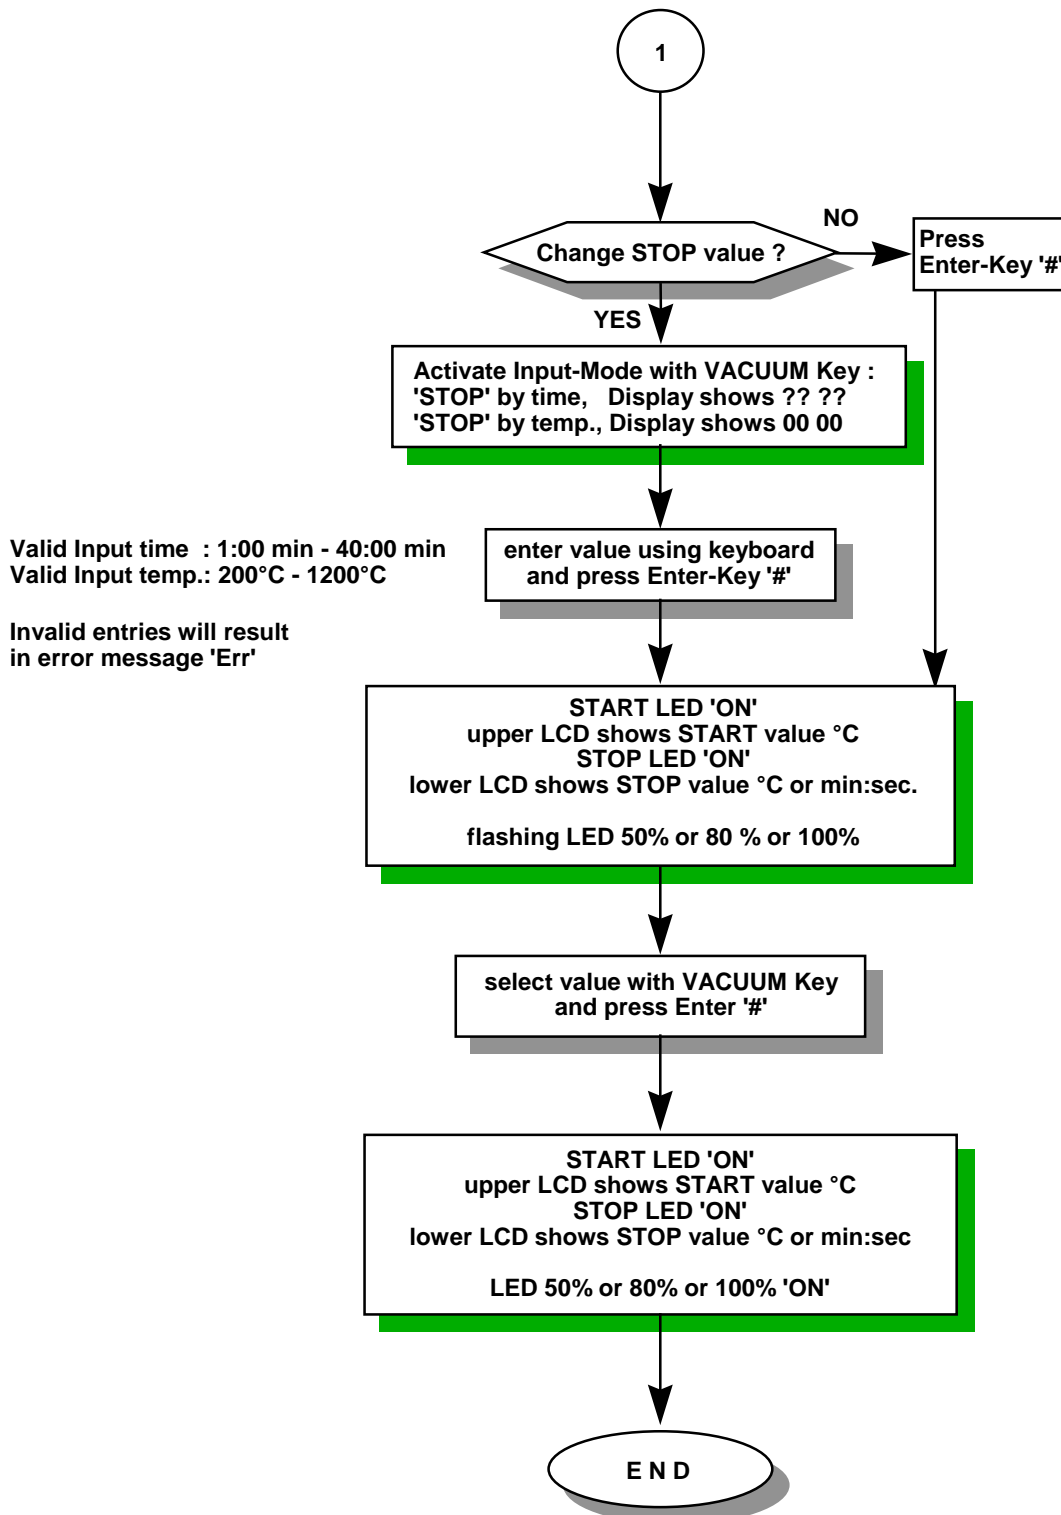 1
Change STOP value ?
NO
Press
Enter-Key '#'
YES
Activate Input-Mode with VACUUM Key :
'STOP' by time,   Display shows ?? ??
'STOP' by temp., Display shows 00 00
Valid Input time  : 1:00 min - 40:00 min
Valid Input temp.: 200°C - 1200°C
Invalid entries will result
in error message 'Err'
enter value using keyboard
and press Enter-Key '#'
START LED 'ON'
upper LCD shows START value °C
STOP LED 'ON'
lower LCD shows STOP value °C or min:sec.
flashing LED 50% or 80 % or 100%
select value with VACUUM Key
and press Enter '#'
START LED 'ON'
upper LCD shows START value °C
STOP LED 'ON'
lower LCD shows STOP value °C or min:sec
LED 50% or 80% or 100% 'ON'
E N D